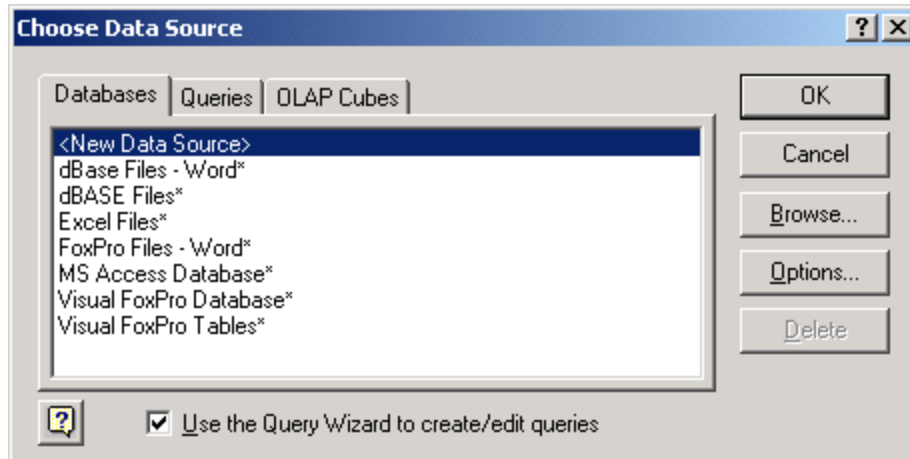 Choose Data Source
? X
Databases Queries OLAP Cubes
<New Data Source>
dBase Files - Word*
dBASE Files*
Excel Files*
FoxPro Files - Word*
MS Access Database*
Visual FoxPro Database*
Visual FoxPro Tables*
OK
Cancel
Browse...
Options...
Delete
? Use the Query Wizard to create/edit queries